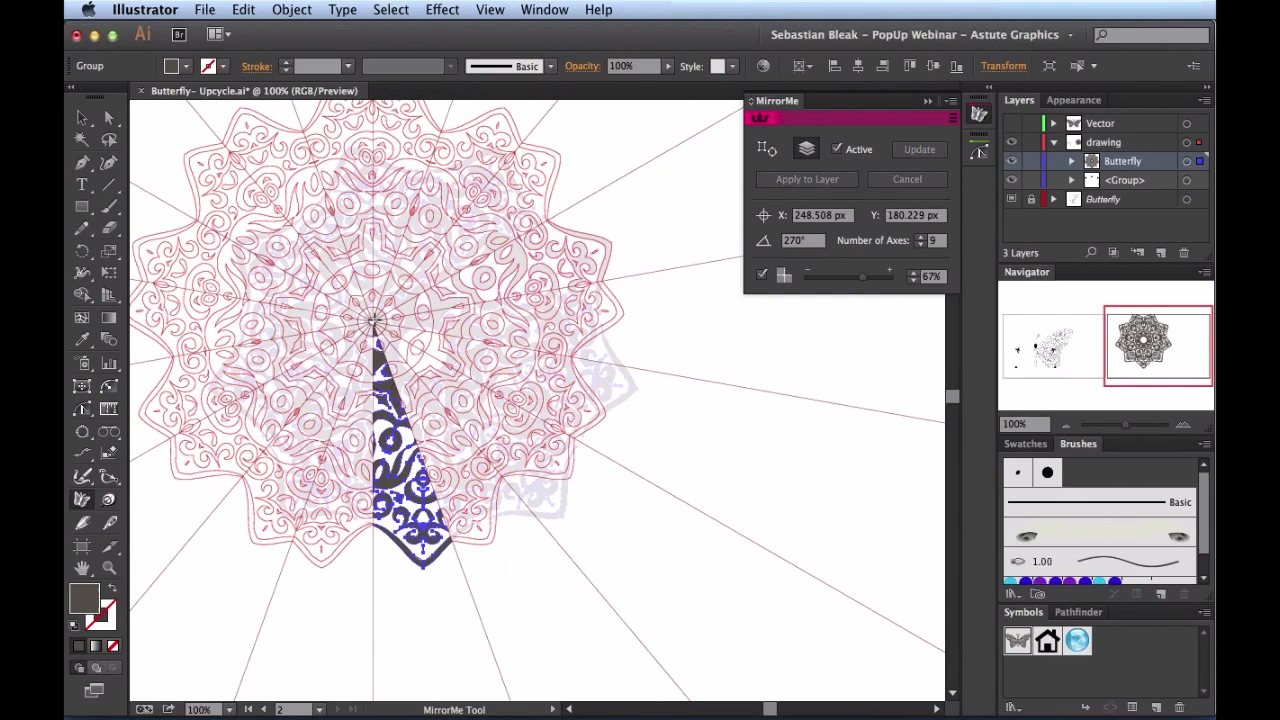 Illustrator File Edit Object Type Select Effect View Window Help
Ai Br Sebastian Bleak – PopUp Webinar – Astute Graphics
Group Stroke: Basic Opacity: 100% Style: Transform
× Butterfly- Upcycle.ai* @ 100% (RGB/Preview)
MirrorMe
Active Update
Apply to Layer Cancel
X: 248.508 px Y: 180.229 px
270° Number of Axes: 9
67%
Layers Appearance
Vector
drawing
Butterfly
<Group>
Butterfly
3 Layers
Navigator
100%
Swatches Brushes
Basic
1.00
Symbols Pathfinder
100% 2 MirrorMe Tool